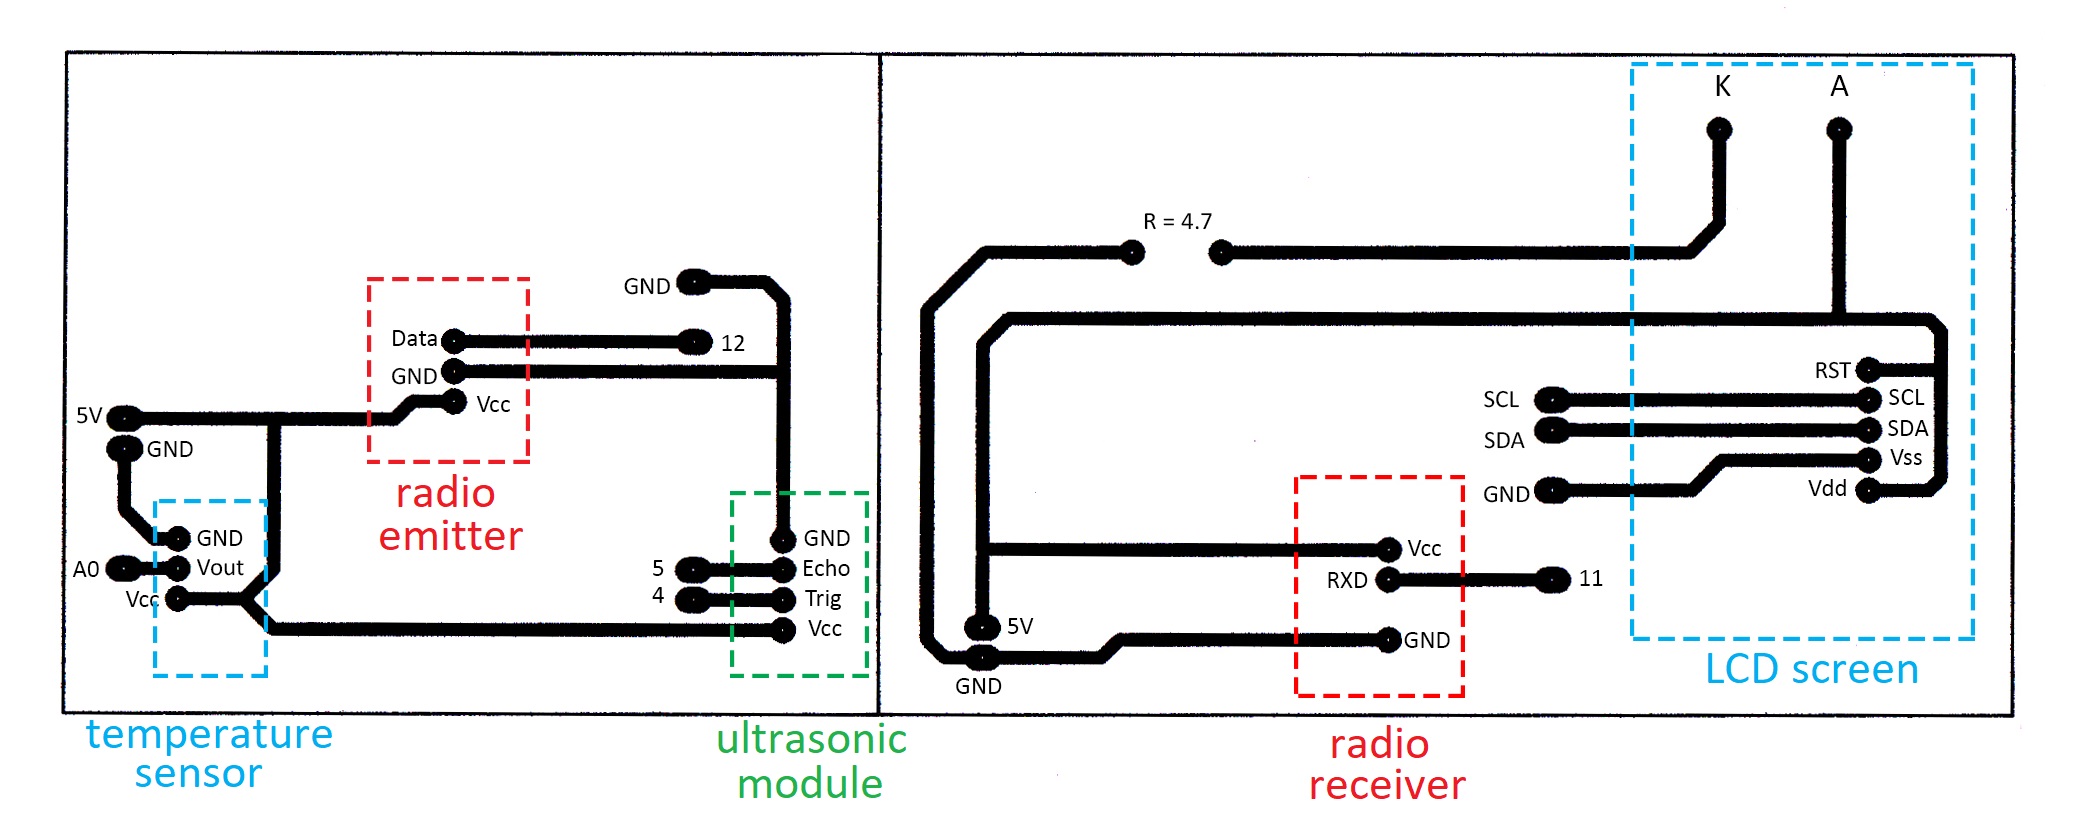 K
A
R = 4.7
GND
Data
12
GND
Vcc
5V
GND
radio
emitter
GND
A0
Vout
Vcc
GND
5
Echo
4
Trig
Vcc
RST
SCL
SCL
SDA
SDA
Vss
GND
Vdd
Vcc
RXD
11
5V
GND
GND
LCD screen
temperature
sensor
ultrasonic
module
radio
receiver